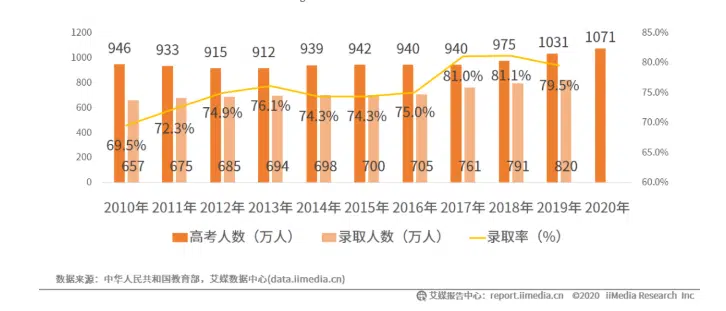 1200
1000
800
600
400
200
0
85.0%
80.0%
75.0%
70.0%
65.0%
60.0%
946 933 915 912 939 942 940 940 975 1031 1071
69.5% 72.3% 74.9% 76.1% 74.3% 74.3% 75.0% 81.0% 81.1% 79.5%
657 675 685 694 698 700 705 761 791 820
2010年 2011年 2012年 2013年 2014年 2015年 2016年 2017年 2018年 2019年 2020年
高考人数（万人） 录取人数（万人） 录取率（%）
数据来源：中华人民共和国教育部，艾媒数据中心(data.iimedia.cn)
艾媒报告中心：report.iimedia.cn ©2020 iiMedia Research Inc